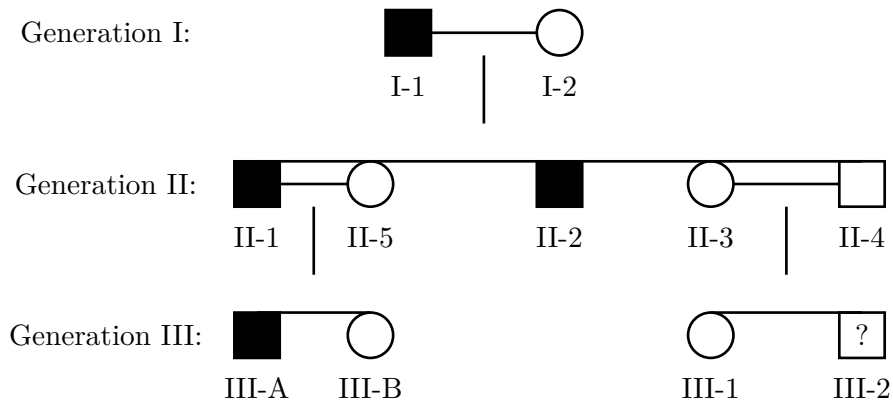 Generation I:
I-1 I-2
Generation II:
II-1 II-5 II-2 II-3 II-4
Generation III:
?
III-A III-B III-1 III-2